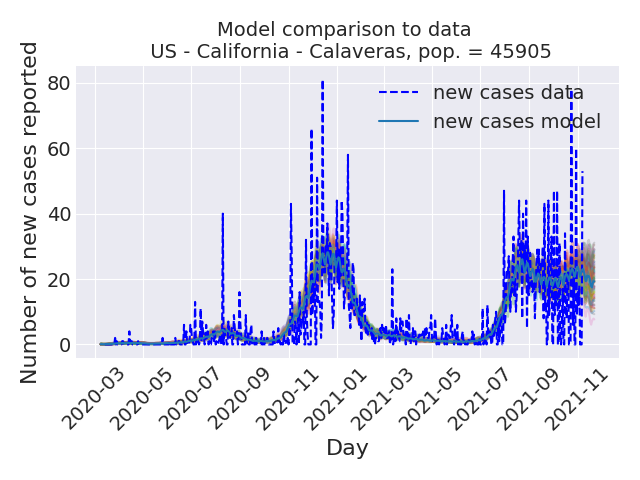 Model comparison to data
US - California - Calaveras, pop. = 45905
new cases data
new cases model
Number of new cases reported
80
60
40
20
0
2020-03
2020-05
2020-07
2020-09
2020-11
2021-01
2021-03
2021-05
2021-07
2021-09
2021-11
Day